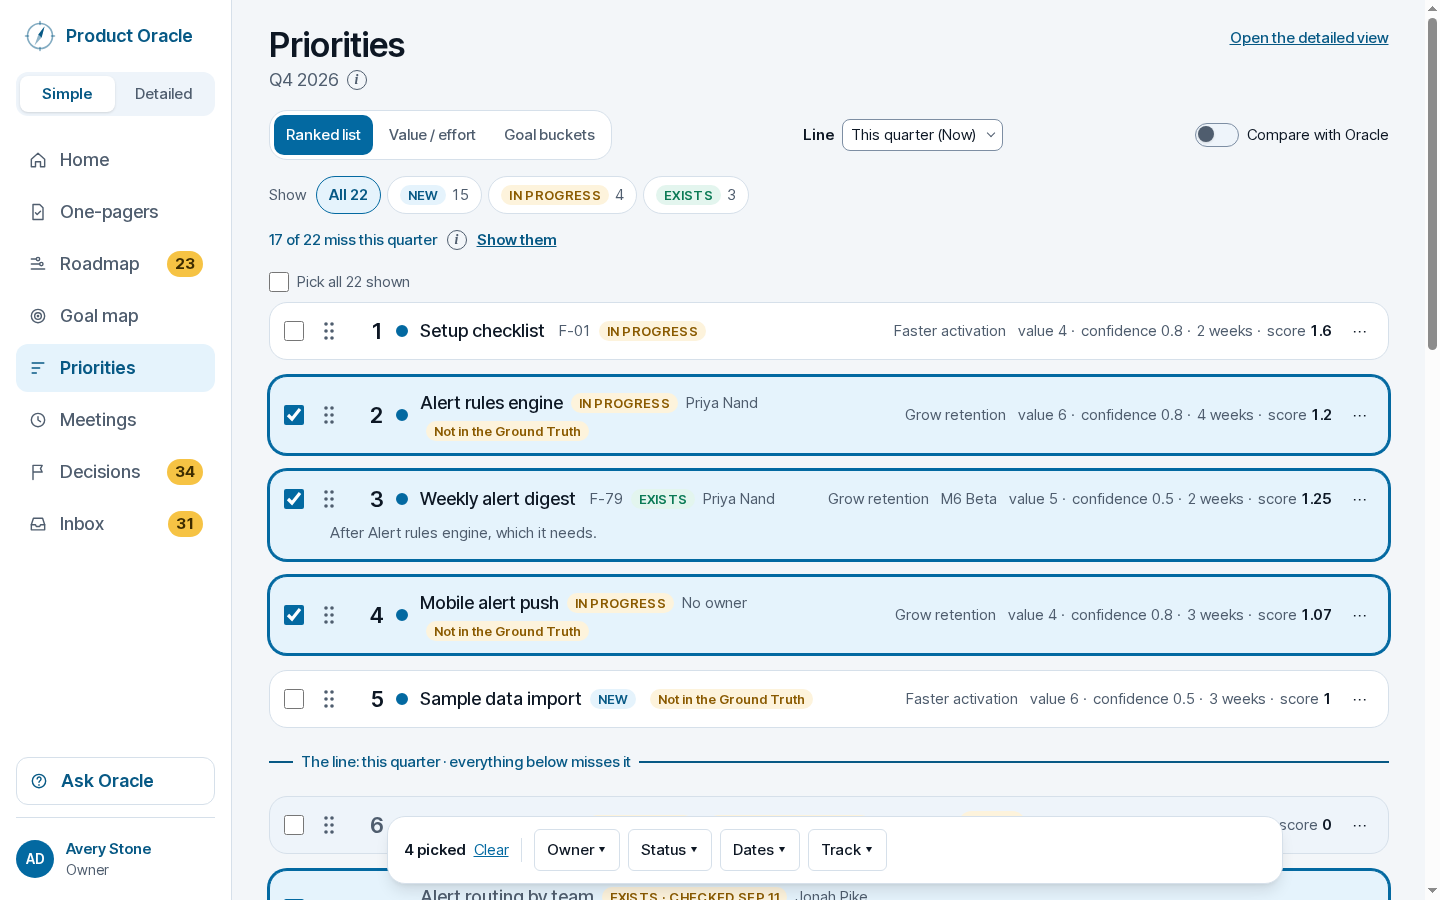 Product Oracle
Simple
Detailed
Home
One-pagers
Roadmap 23
Goal map
Priorities
Meetings
Decisions 34
Inbox 31
Ask Oracle
AD
Avery Stone
Owner
Priorities
Open the detailed view
Q4 2026 i
Ranked list
Value / effort
Goal buckets
Line
This quarter (Now)
Compare with Oracle
Show
All 22
NEW 15
IN PROGRESS 4
EXISTS 3
17 of 22 miss this quarter i Show them
Pick all 22 shown
1 Setup checklist F-01 IN PROGRESS Faster activation value 4 · confidence 0.8 · 2 weeks · score 1.6 ···
2 Alert rules engine IN PROGRESS Priya Nand Grow retention value 6 · confidence 0.8 · 4 weeks · score 1.2 ···
Not in the Ground Truth
3 Weekly alert digest F-79 EXISTS Priya Nand Grow retention M6 Beta value 5 · confidence 0.5 · 2 weeks · score 1.25 ···
After Alert rules engine, which it needs.
4 Mobile alert push IN PROGRESS No owner Grow retention value 4 · confidence 0.8 · 3 weeks · score 1.07 ···
Not in the Ground Truth
5 Sample data import NEW Not in the Ground Truth Faster activation value 6 · confidence 0.5 · 3 weeks · score 1 ···
The line: this quarter · everything below misses it
6 score 0 ···
4 picked Clear Owner ▾ Status ▾ Dates ▾ Track ▾
Alert routing by team EXISTS · CHECKED SEP 11 Jonah Pike